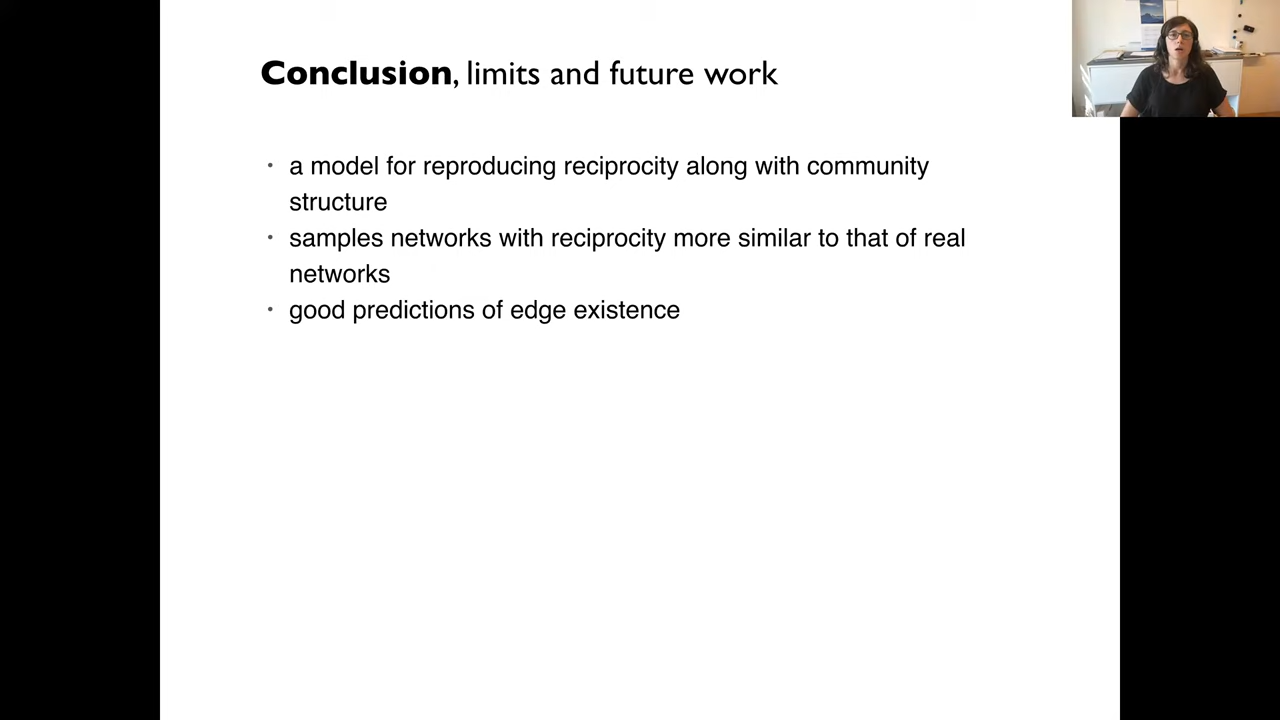 Conclusion, limits and future work
• a model for reproducing reciprocity along with community
structure
• samples networks with reciprocity more similar to that of real
networks
• good predictions of edge existence